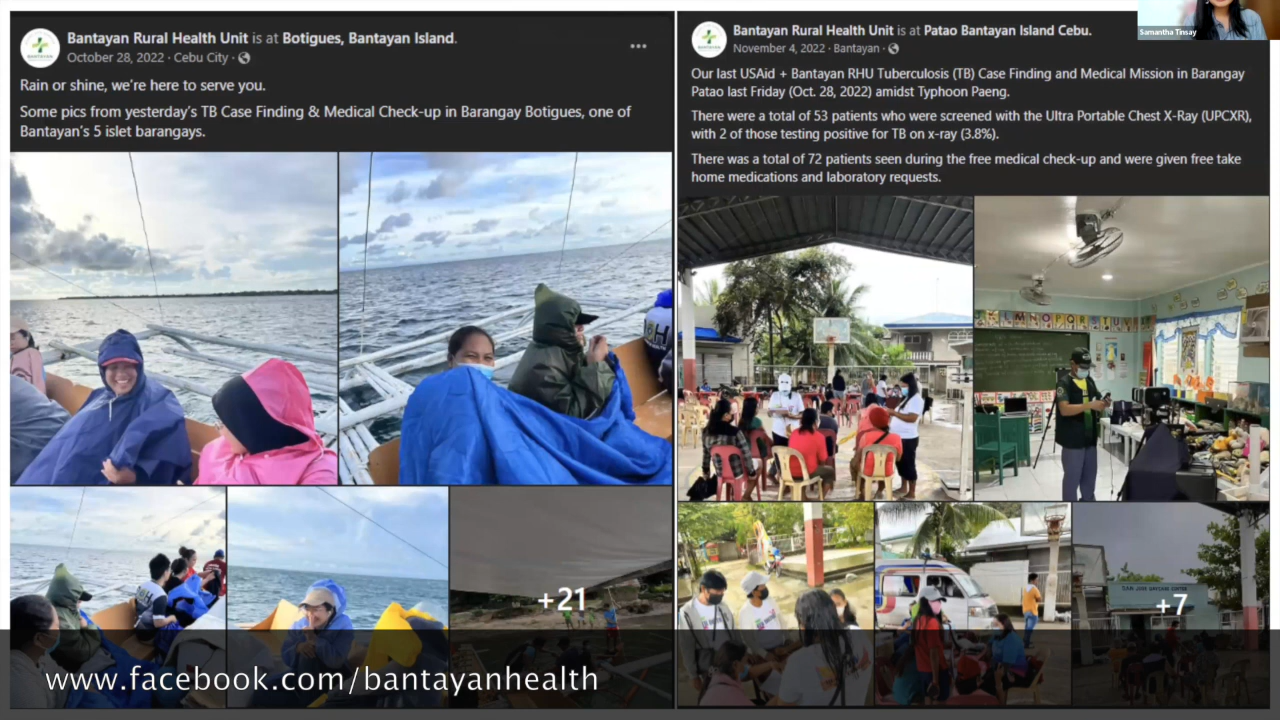 Bantayan Rural Health Unit is at Botigues, Bantayan Island.
October 28, 2022 · Cebu City ·
Rain or shine, we're here to serve you.
Some pics from yesterday's TB Case Finding & Medical Check-up in Barangay Botigues, one of
Bantayan's 5 islet barangays.
+21
Bantayan Rural Health Unit is at Patao Bantayan Island Cebu.
November 4, 2022 · Bantayan ·
Our last USAid + Bantayan RHU Tuberculosis (TB) Case Finding and Medical Mission in Barangay
Patao last Friday (Oct. 28, 2022) amidst Typhoon Paeng.
There were a total of 53 patients who were screened with the Ultra Portable Chest X-Ray (UPCXR),
with 2 of those testing positive for TB on x-ray (3.8%).
There was a total of 72 patients seen during the free medical check-up and were given free take
home medications and laboratory requests.
+7
Samantha Tinsay
www.facebook.com/bantayanhealth